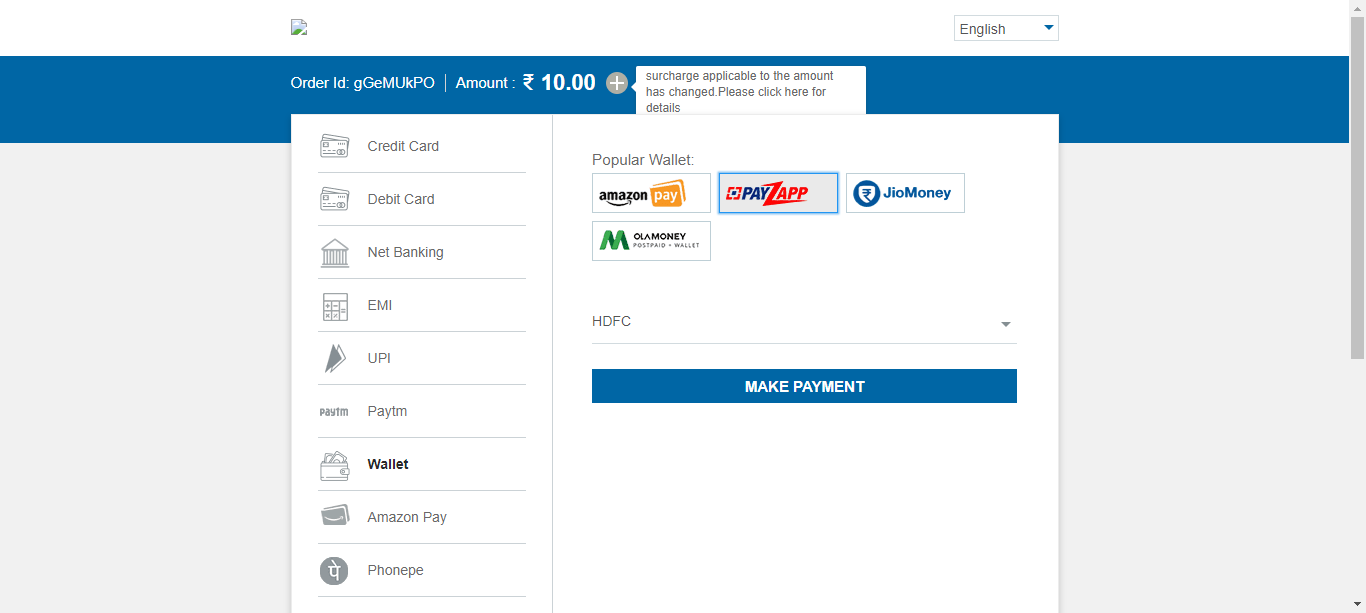 English
Order Id: gGeMUkPO
Amount : ₹ 10.00
surcharge applicable to the amount
has changed.Please click here for
details
Credit Card
Debit Card
Net Banking
EMI
UPI
Paytm
Paytm
Wallet
Amazon Pay
पे
Phonepe
Popular Wallet:
amazon pay
PAYZAPP
₹ JioMoney
OLAMONEY
POSTPAID + WALLET
HDFC
MAKE PAYMENT